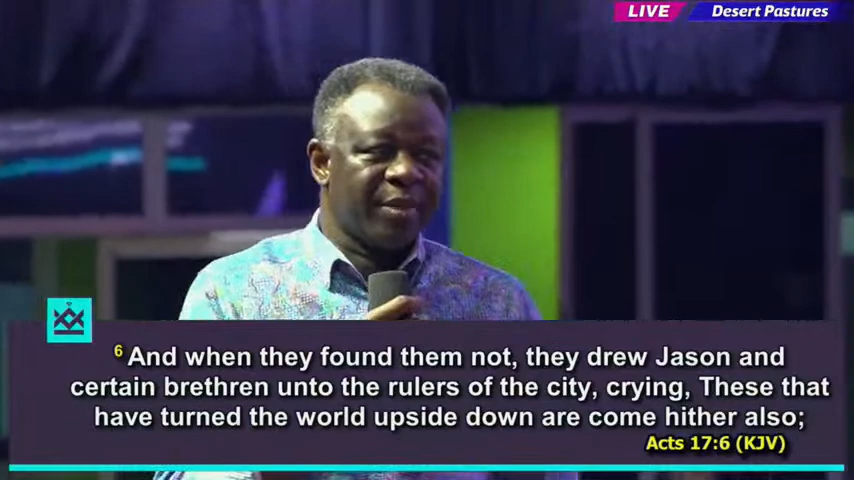 LIVE Desert Pastures
6 And when they found them not, they drew Jason and
certain brethren unto the rulers of the city, crying, These that
have turned the world upside down are come hither also;
Acts 17:6 (KJV)